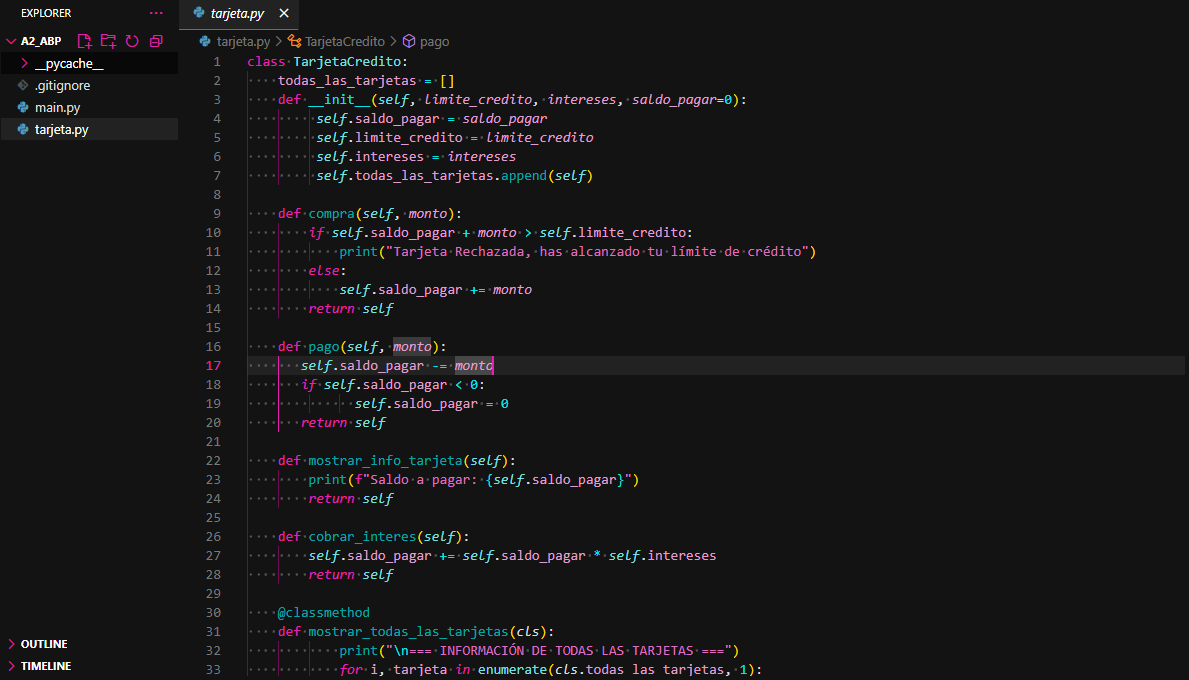 EXPLORER
A2_ABP
__pycache__
.gitignore
main.py
tarjeta.py
OUTLINE
TIMELINE
tarjeta.py
tarjeta.py > TarjetaCredito > pago
1 class TarjetaCredito:
2     todas_las_tarjetas = []
3     def __init__(self, limite_credito, intereses, saldo_pagar=0):
4         self.saldo_pagar = saldo_pagar
5         self.limite_credito = limite_credito
6         self.intereses = intereses
7         self.todas_las_tarjetas.append(self)
8
9     def compra(self, monto):
10         if self.saldo_pagar + monto > self.limite_credito:
11             print("Tarjeta Rechazada, has alcanzado tu límite de crédito")
12         else:
13             self.saldo_pagar += monto
14         return self
15
16     def pago(self, monto):
17        self.saldo_pagar -= monto
18        if self.saldo_pagar < 0:
19               self.saldo_pagar = 0
20        return self
21
22     def mostrar_info_tarjeta(self):
23         print(f"Saldo a pagar: {self.saldo_pagar}")
24         return self
25
26     def cobrar_interes(self):
27         self.saldo_pagar += self.saldo_pagar * self.intereses
28         return self
29
30     @classmethod
31     def mostrar_todas_las_tarjetas(cls):
32             print("\n=== INFORMACIÓN DE TODAS LAS TARJETAS ===")
33             for i, tarjeta in enumerate(cls.todas_las_tarjetas, 1):